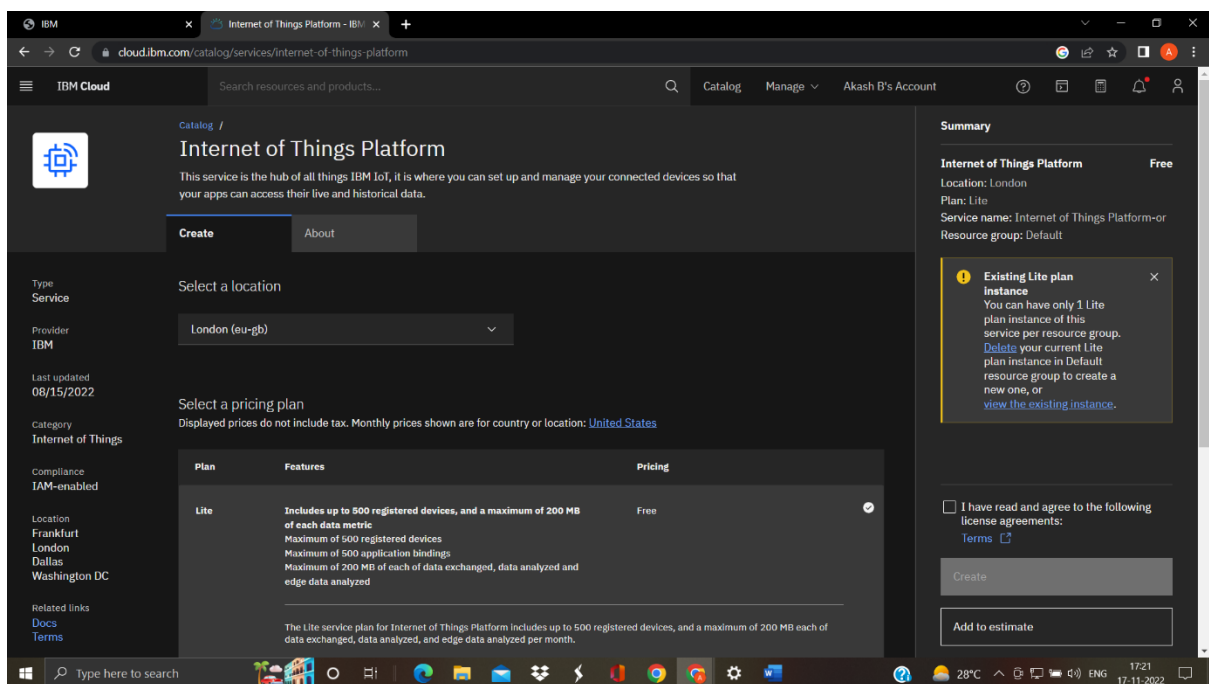 IBM
Internet of Things Platform - IBM
cloud.ibm.com/catalog/services/internet-of-things-platform
A
IBM Cloud
Search resources and products...
Catalog
Manage
Akash B's Account
Catalog /
Internet of Things Platform
This service is the hub of all things IBM IoT, it is where you can set up and manage your connected devices so that
your apps can access their live and historical data.
Create
About
Type
Service
Provider
IBM
Last updated
08/15/2022
Category
Internet of Things
Compliance
IAM-enabled
Location
Frankfurt
London
Dallas
Washington DC
Related links
Docs
Terms
Select a location
London (eu-gb)
Select a pricing plan
Displayed prices do not include tax. Monthly prices shown are for country or location: United States
Plan Features Pricing
Lite
Includes up to 500 registered devices, and a maximum of 200 MB
of each data metric
Maximum of 500 registered devices
Maximum of 500 application bindings
Maximum of 200 MB of each of data exchanged, data analyzed and
edge data analyzed
Free
The Lite service plan for Internet of Things Platform includes up to 500 registered devices, and a maximum of 200 MB each of
data exchanged, data analyzed, and edge data analyzed per month.
Summary
Internet of Things Platform Free
Location: London
Plan: Lite
Service name: Internet of Things Platform-or
Resource group: Default
Existing Lite plan
instance
You can have only 1 Lite
plan instance of this
service per resource group.
Delete your current Lite
plan instance in Default
resource group to create a
new one, or
view the existing instance.
I have read and agree to the following
license agreements:
Terms
Create
Add to estimate
Type here to search
28°C
ENG
17:21
17-11-2022